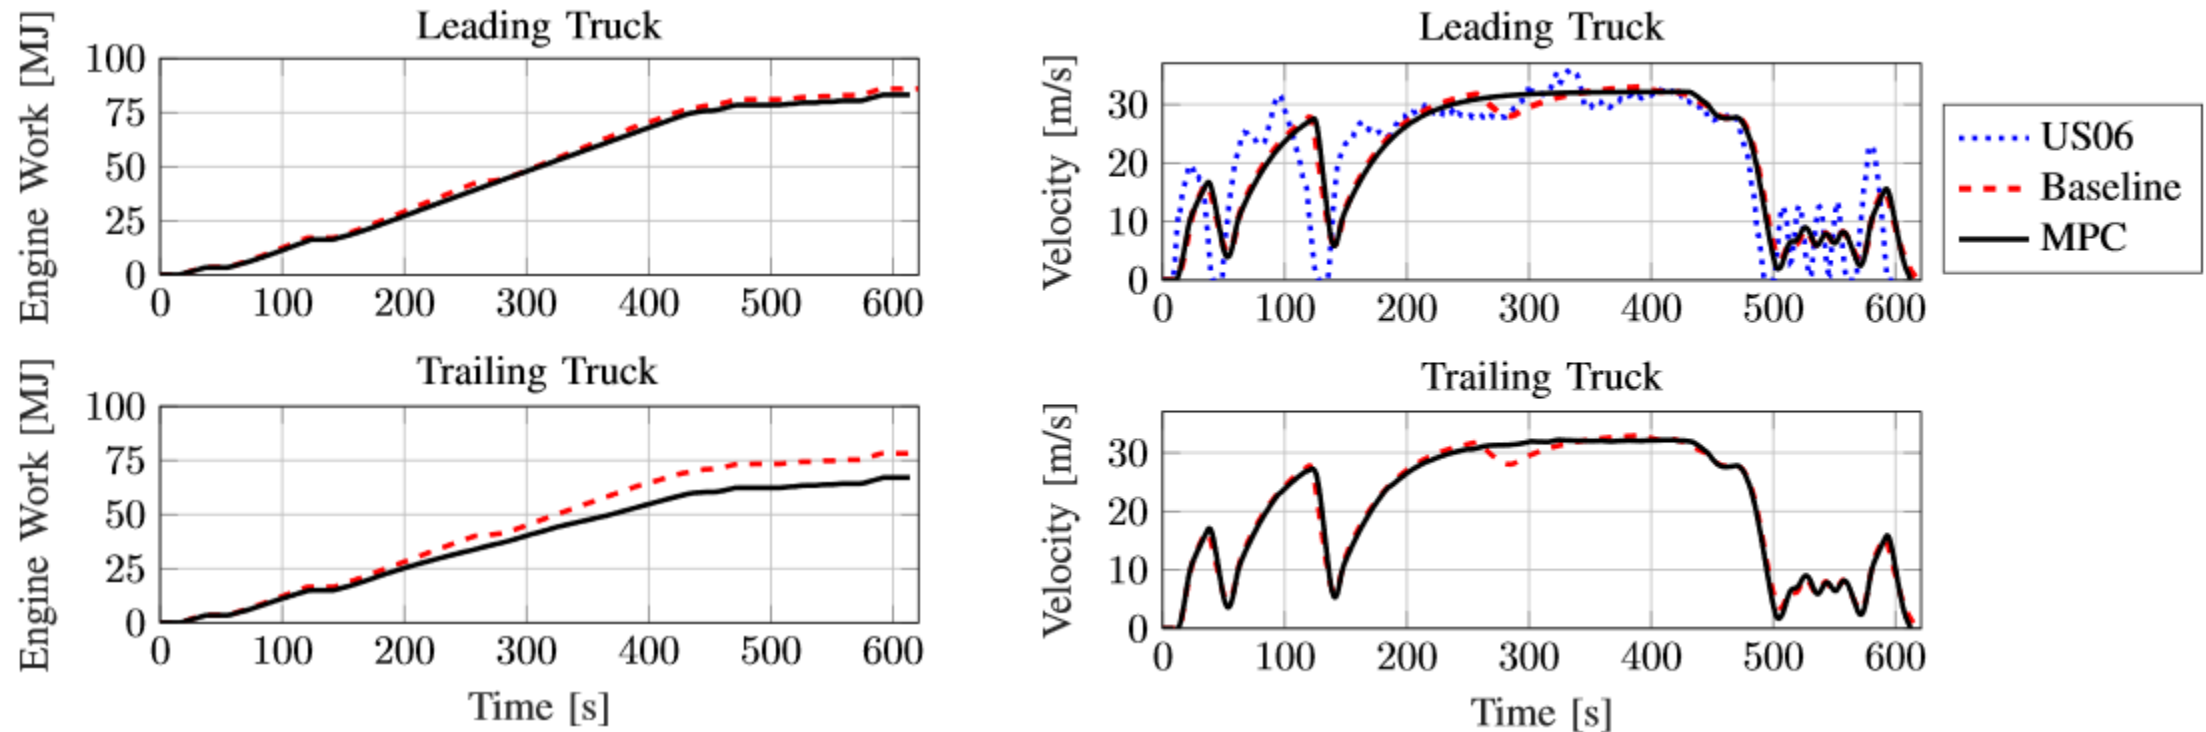 Leading Truck
Engine Work [MJ]
100
75
50
25
0
0 100 200 300 400 500 600
Leading Truck
Velocity [m/s]
30
20
10
0
0 100 200 300 400 500 600
US06
Baseline
MPC
Trailing Truck
Engine Work [MJ]
100
75
50
25
0
0 100 200 300 400 500 600
Time [s]
Trailing Truck
Velocity [m/s]
30
20
10
0
0 100 200 300 400 500 600
Time [s]